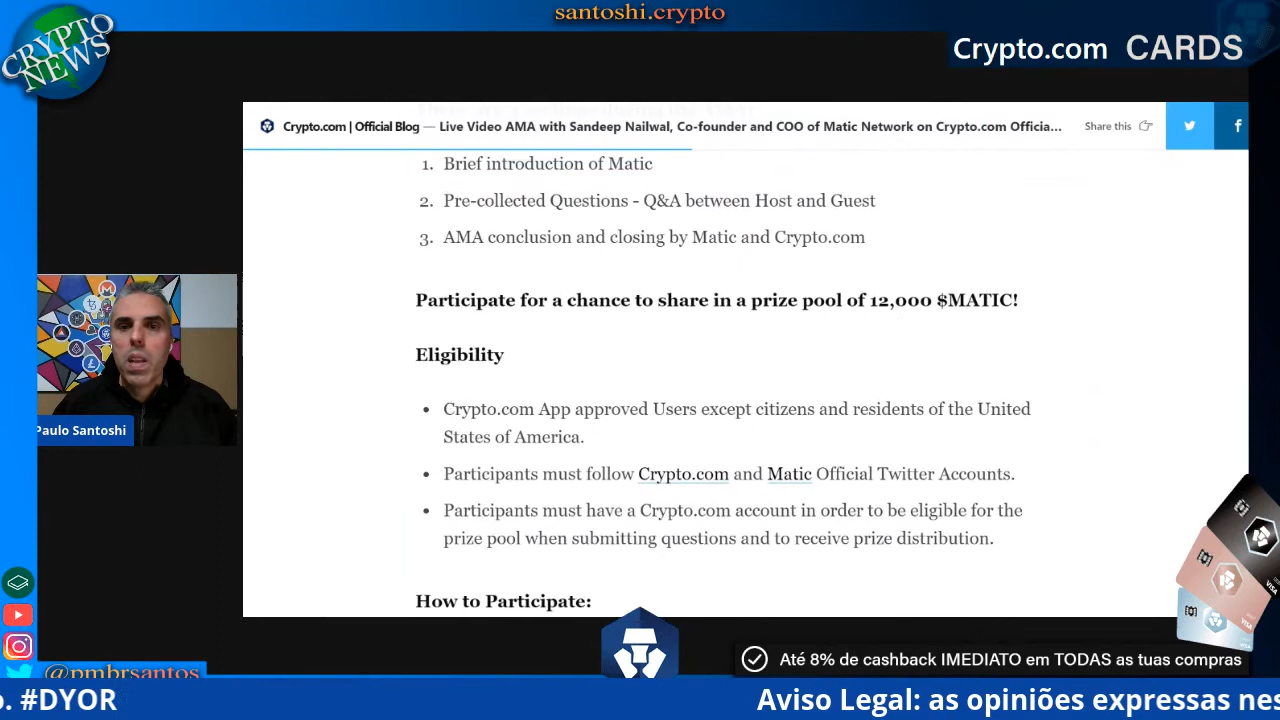 santoshi.crypto
CRYPTO
NEWS
Crypto.com CARDS
Crypto.com | Official Blog — Live Video AMA with Sandeep Nailwal, Co-founder and COO of Matic Network on Crypto.com Officia...
Share this
1. Brief introduction of Matic
2. Pre-collected Questions - Q&A between Host and Guest
3. AMA conclusion and closing by Matic and Crypto.com
Participate for a chance to share in a prize pool of 12,000 $MATIC!
Eligibility
• Crypto.com App approved Users except citizens and residents of the United
States of America.
• Participants must follow Crypto.com and Matic Official Twitter Accounts.
• Participants must have a Crypto.com account in order to be eligible for the
prize pool when submitting questions and to receive prize distribution.
How to Participate:
Paulo Santoshi
VISA
VISA
VISA
Até 8% de cashback IMEDIATO em TODAS as tuas compras
@pmbrsantos
o. #DYOR
Aviso Legal: as opiniões expressas nes